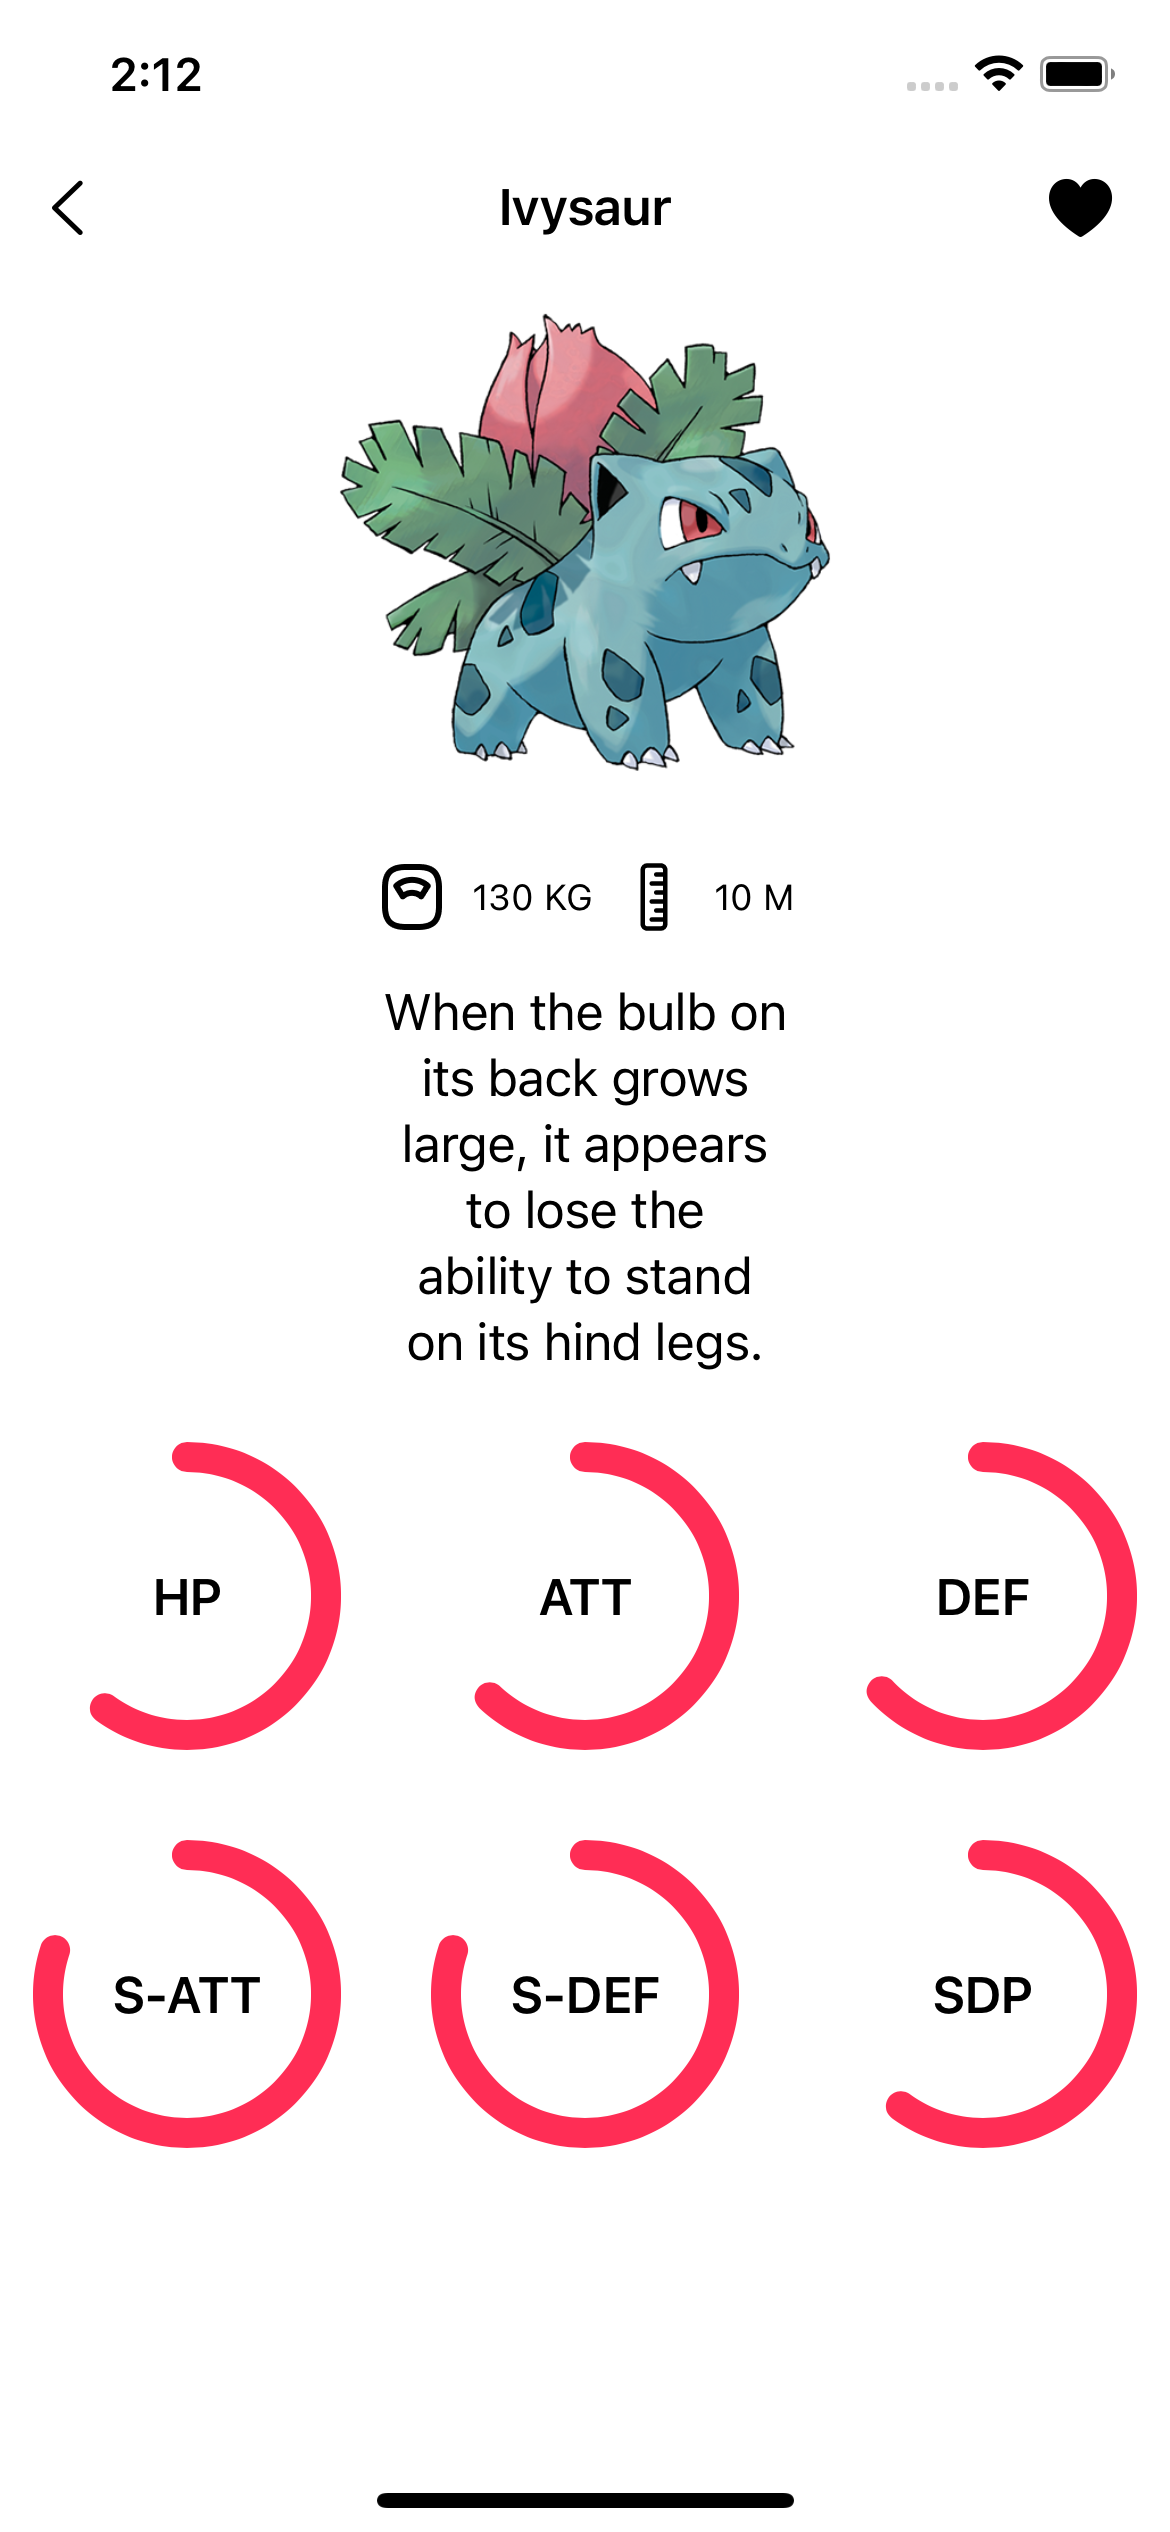 2:12
Ivysaur
130 KG 10 M
When the bulb on
its back grows
large, it appears
to lose the
ability to stand
on its hind legs.
HP ATT DEF
S-ATT S-DEF SDP